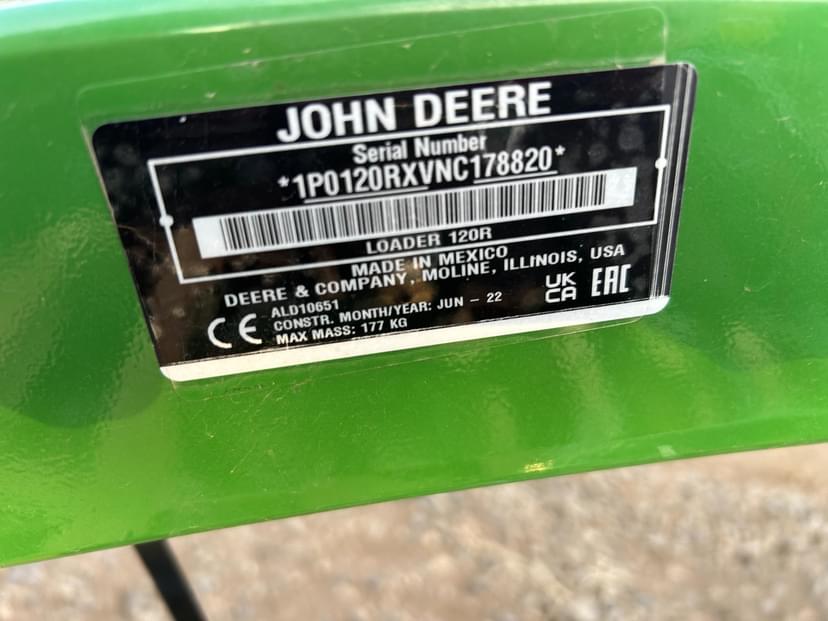 JOHN DEERE
Serial Number
*1P0120RXVNC178820*
LOADER 120R
MADE IN MEXICO
DEERE & COMPANY, MOLINE, ILLINOIS, USA
ALD10651
CONSTR. MONTH/YEAR: JUN - 22
MAX MASS: 177 KG
CE
UK
CA
EAC